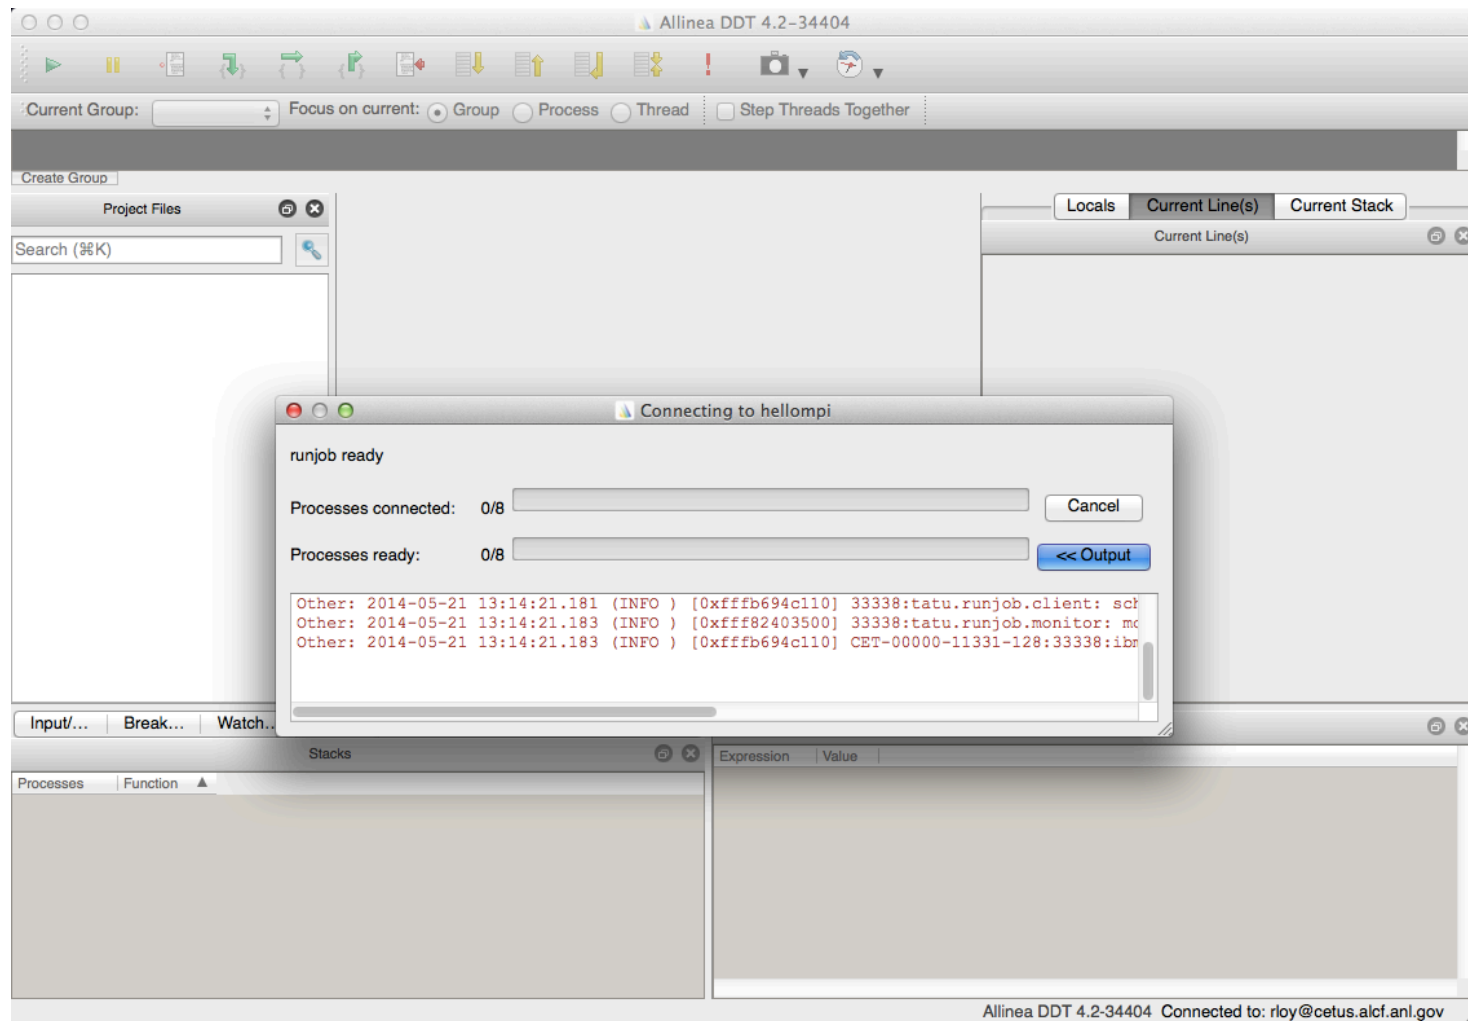 Allinea DDT 4.2-34404
Current Group:
Focus on current: Group Process Thread
Step Threads Together
Create Group
Project Files
Search (⌘K)
Locals
Current Line(s)
Current Stack
Current Line(s)
Connecting to hellompi
runjob ready
Processes connected: 0/8
Cancel
Processes ready: 0/8
<< Output
Other: 2014-05-21 13:14:21.181 (INFO ) [0xfffb694c110] 33338:tatu.runjob.client:
Other: 2014-05-21 13:14:21.183 (INFO ) [0xfff82403500] 33338:tatu.runjob.monitor:
Other: 2014-05-21 13:14:21.183 (INFO ) [0xfffb694c110] CET-00000-11331-128:33338:ibm
Input/...
Break...
Watch...
Stacks
Processes
Function
Expression
Value
Allinea DDT 4.2-34404 Connected to: rloy@cetus.alcf.anl.gov